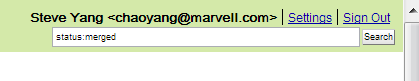 Steve Yang <chaoyang@marvell.com> | Settings | Sign Out
status:merged Search